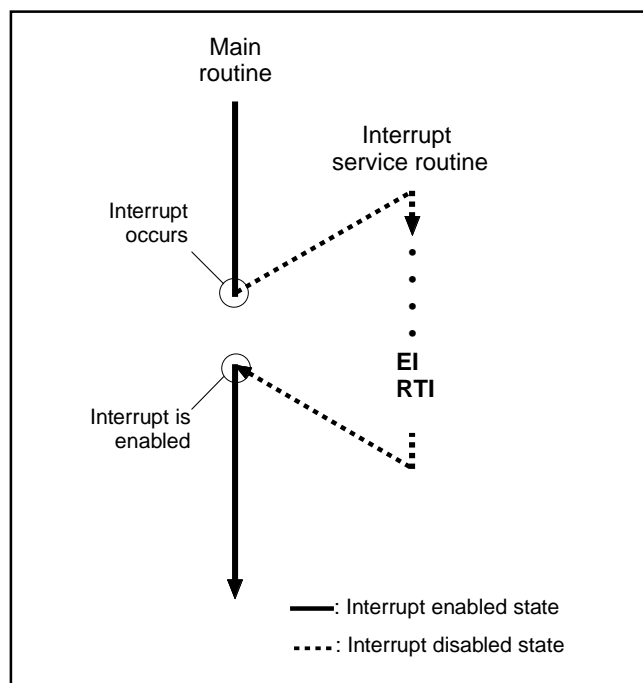 Main
routine
Interrupt
service routine
Interrupt
occurs
EI
RTI
Interrupt is
enabled
: Interrupt enabled state
: Interrupt disabled state